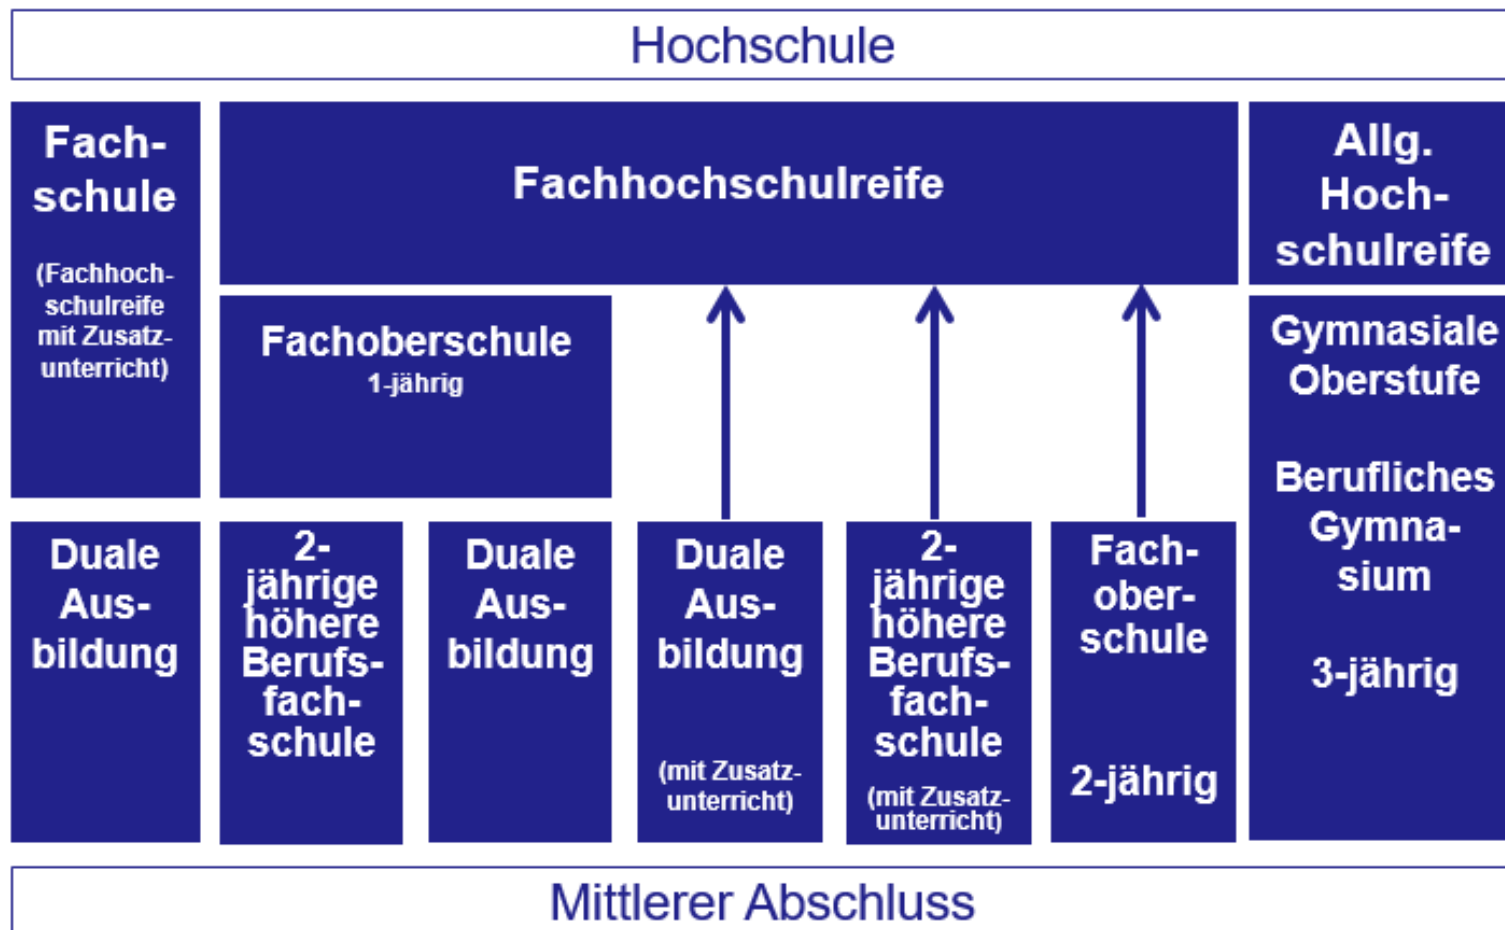 Hochschule
Fach-
schule
(Fachhoch-
schulreife
mit Zusatz-
unterricht)
Fachhochschulreife
Allg.
Hoch-
schulreife
Fachoberschule
1-jährig
Gymnasiale
Oberstufe
Berufliches
Gymna-
sium
3-jährig
Duale
Aus-
bildung
2-
jährige
höhere
Berufs-
fach-
schule
Duale
Aus-
bildung
Duale
Aus-
bildung
(mit Zusatz-
unterricht)
2-
jährige
höhere
Berufs-
fach-
schule
(mit Zusatz-
unterricht)
Fach-
ober-
schule
2-jährig
Mittlerer Abschluss